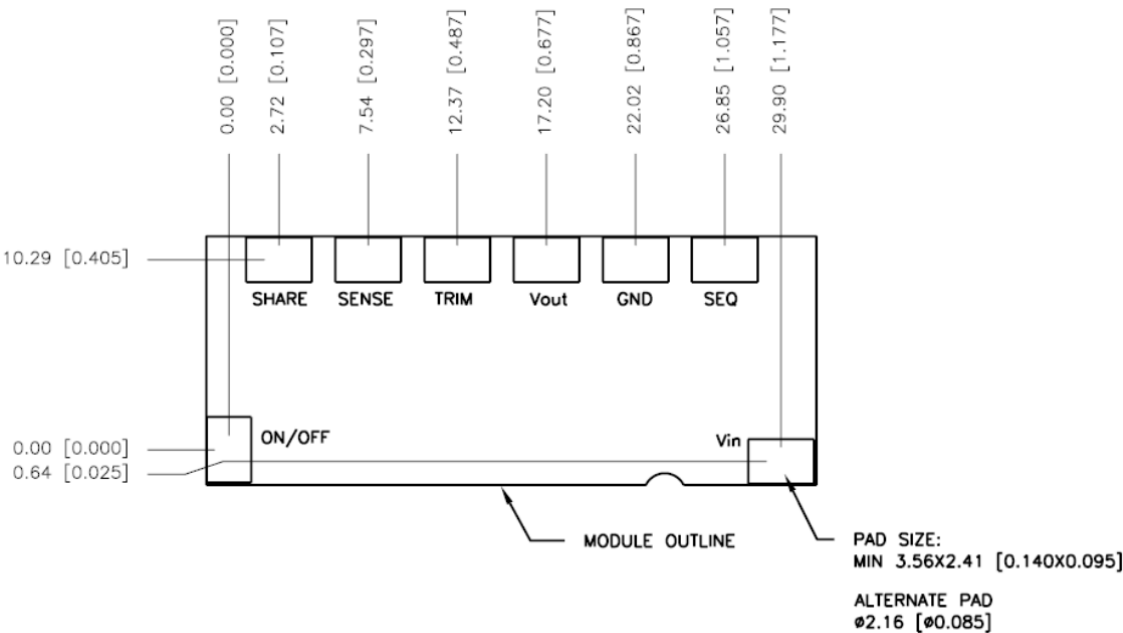 0.00 [0.000]
2.72 [0.107]
7.54 [0.297]
12.37 [0.487]
17.20 [0.677]
22.02 [0.867]
26.85 [1.057]
29.90 [1.177]
10.29 [0.405]
SHARE
SENSE
TRIM
Vout
GND
SEQ
ON/OFF
Vin
0.00 [0.000]
0.64 [0.025]
MODULE OUTLINE
PAD SIZE:
MIN 3.56X2.41 [0.140X0.095]
ALTERNATE PAD
ø2.16 [ø0.085]